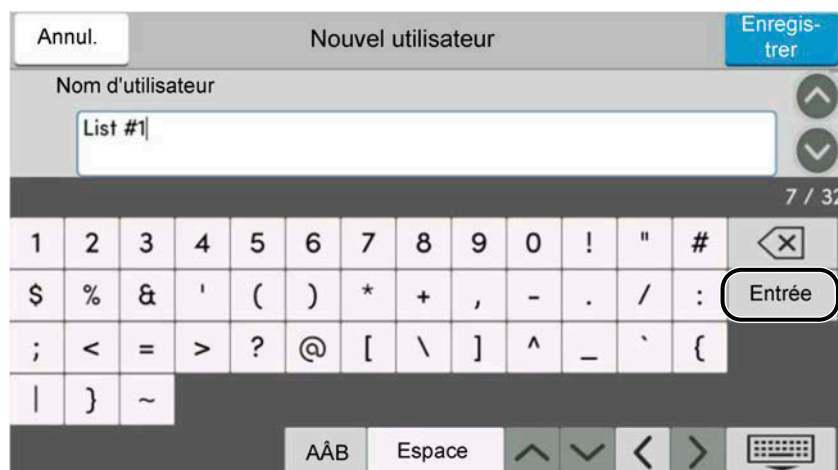 Annul.
Nouvel utilisateur
Enregis-
trer
Nom d'utilisateur
List #1
7 / 32
1 2 3 4 5 6 7 8 9 0 ! " #
$ % & ' ( ) * + , - . / : Entrée
; < = > ? @ [ \ ] ^ _ ` {
| } ~
AÂB Espace